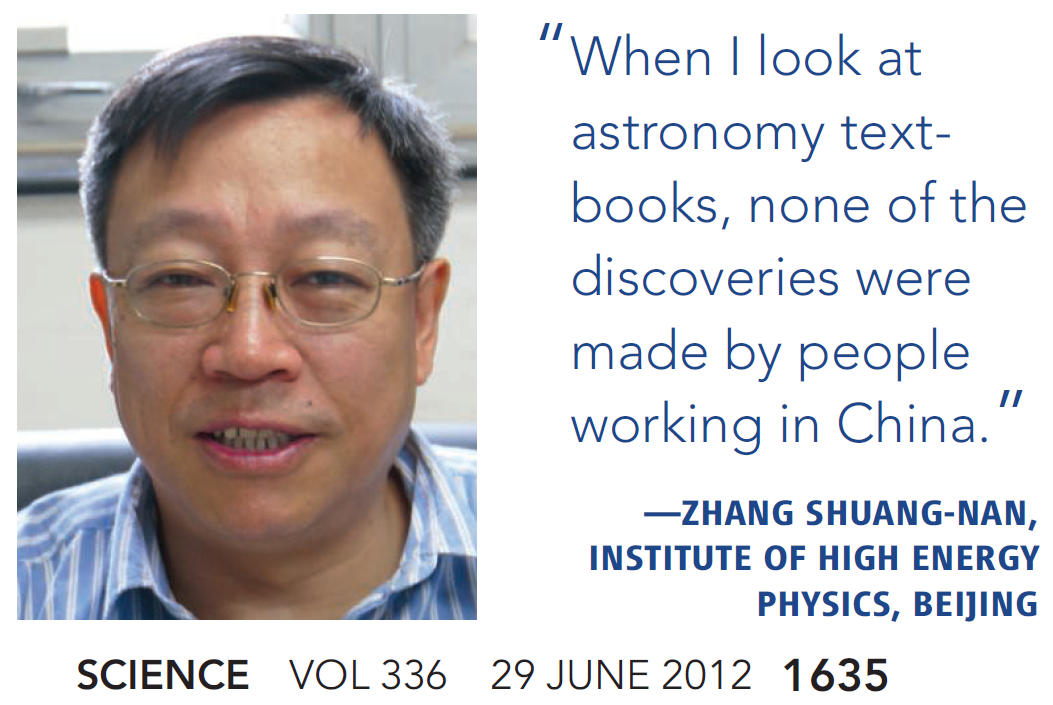 “When I look at
astronomy text-
books, none of the
discoveries were
made by people
working in China.”
—ZHANG SHUANG-NAN,
INSTITUTE OF HIGH ENERGY
PHYSICS, BEIJING
SCIENCE VOL 336 29 JUNE 2012 1635